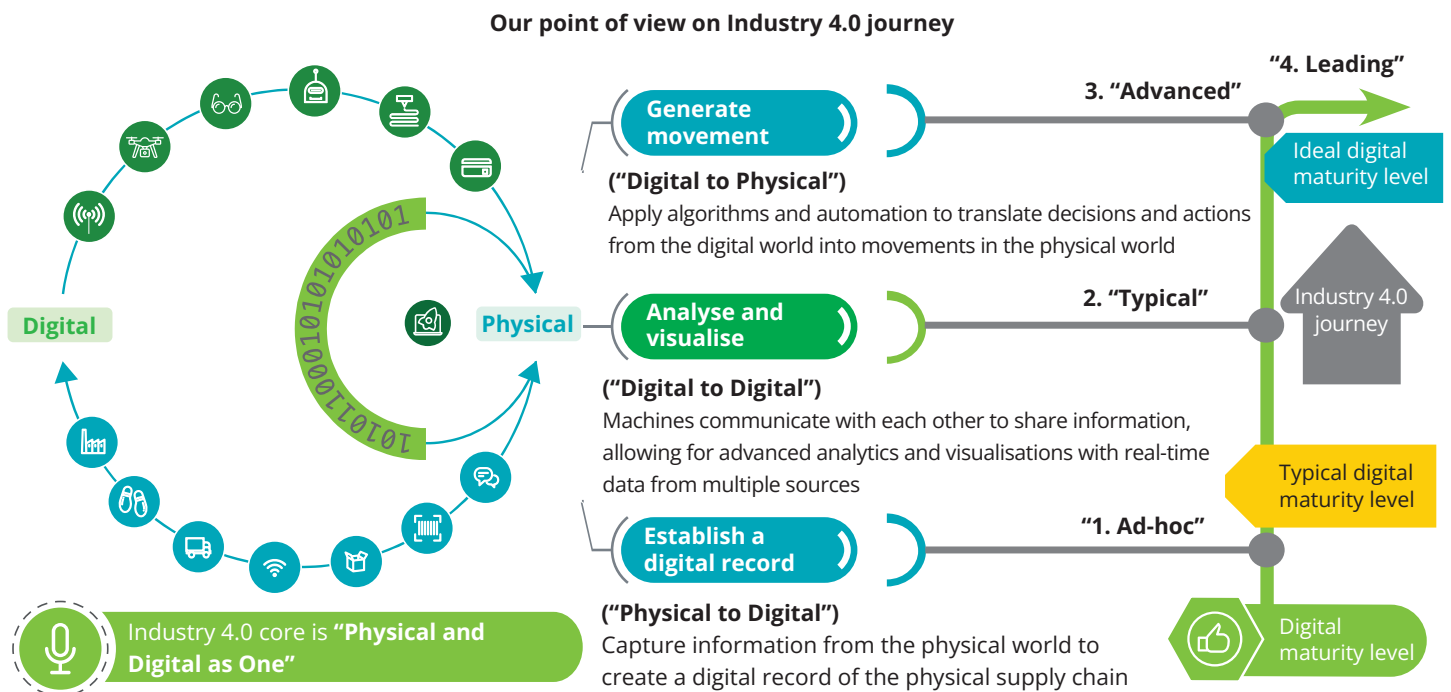 Our point of view on Industry 4.0 journey
Digital
Physical
101011000101010101010101
Industry 4.0 core is “Physical and
Digital as One”
Generate
movement
3. “Advanced”
“4. Leading”
Ideal digital
maturity level
(“Digital to Physical”)
Apply algorithms and automation to translate decisions and actions
from the digital world into movements in the physical world
Analyse and
visualise
2. “Typical”
Industry 4.0
journey
(“Digital to Digital”)
Machines communicate with each other to share information,
allowing for advanced analytics and visualisations with real-time
data from multiple sources
Typical digital
maturity level
Establish a
digital record
“1. Ad-hoc”
(“Physical to Digital”)
Capture information from the physical world to
create a digital record of the physical supply chain
Digital
maturity level